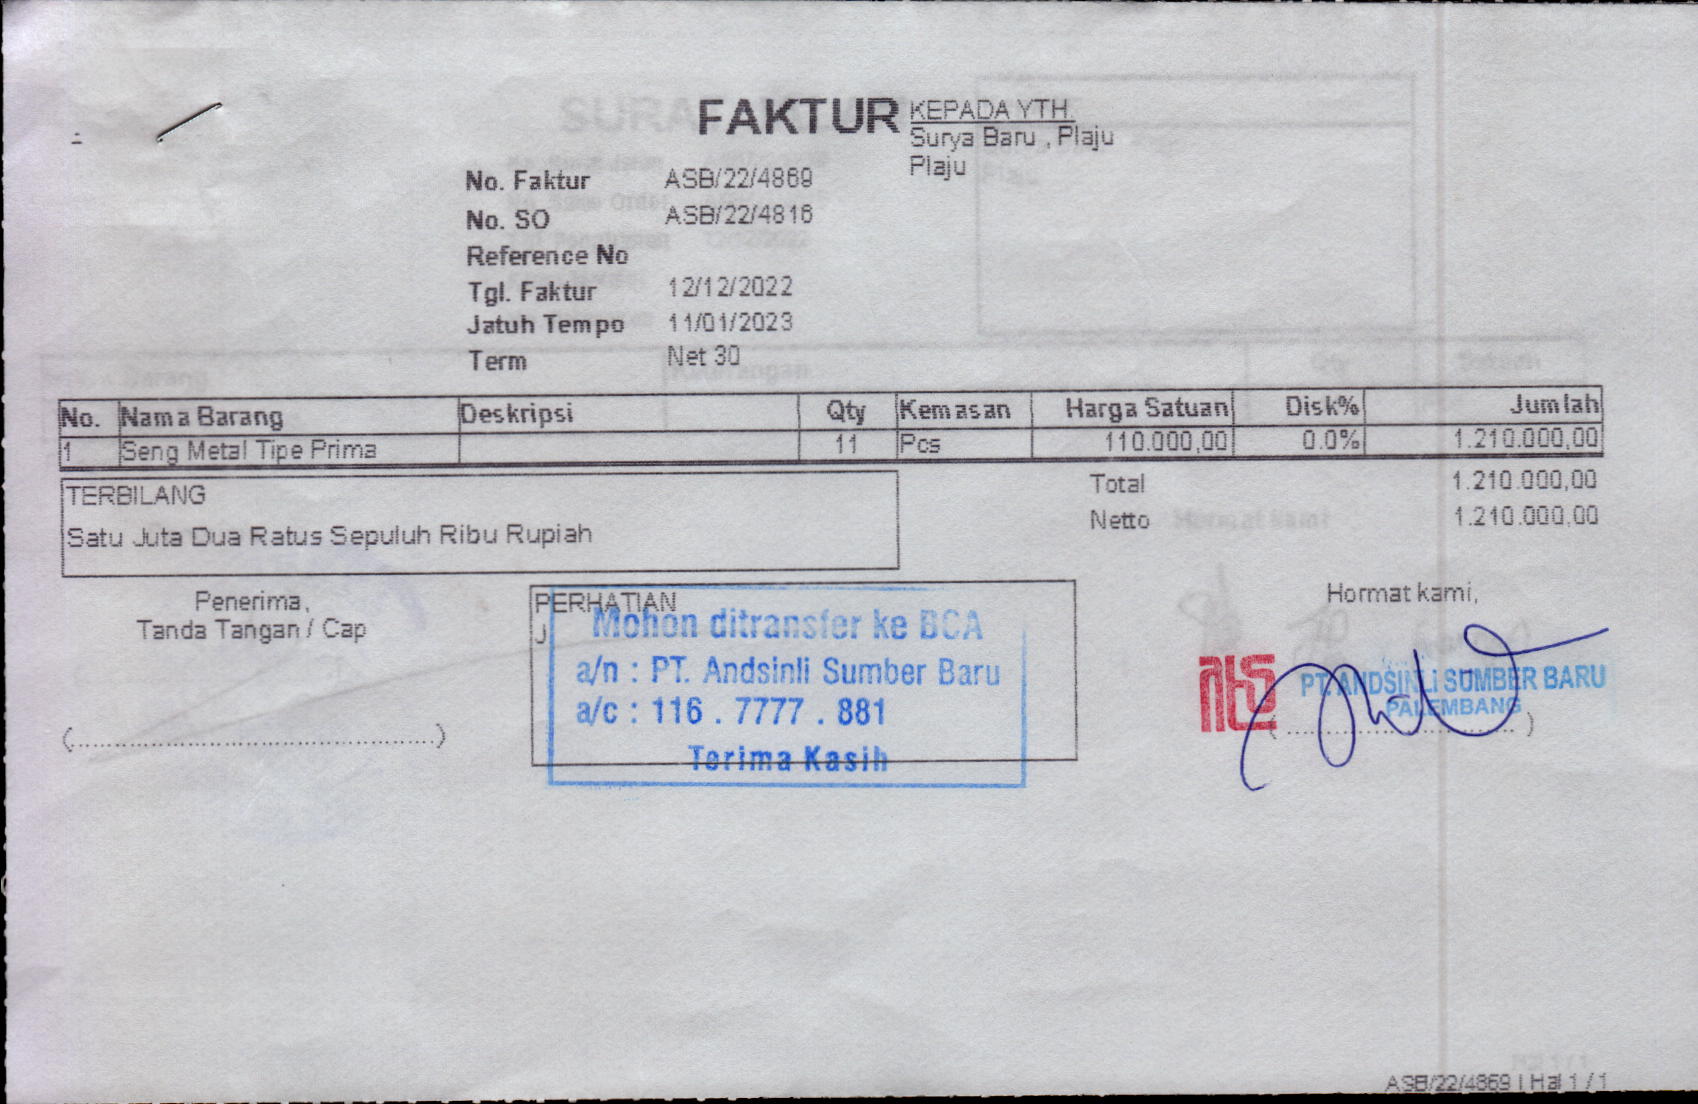 FAKTUR
KEPADA YTH.
Surya Baru , Plaju
Plaju
No. Faktur ASB/22/4869
No. SO ASB/22/4816
Reference No
Tgl. Faktur 12/12/2022
Jatuh Tempo 11/01/2023
Term Net 30
No. Nama Barang Deskripsi Qty Kemasan Harga Satuan Disk% Jumlah
1 Seng Metal Tipe Prima 11 Pcs 110.000,00 0.0% 1.210.000,00
TERBILANG
Satu Juta Dua Ratus Sepuluh Ribu Rupiah
Total 1.210.000,00
Netto 1.210.000,00
Penerima,
Tanda Tangan / Cap
(............................................)
PERHATIAN
J
Mohon ditransfer ke BCA
a/n : PT. Andsinli Sumber Baru
a/c : 116 . 7777 . 881
Terima Kasih
Hormat kami,
PT. ANDSINLI SUMBER BARU
PALEMBANG
(............................)
ASB/22/4869 | Hal 1 / 1